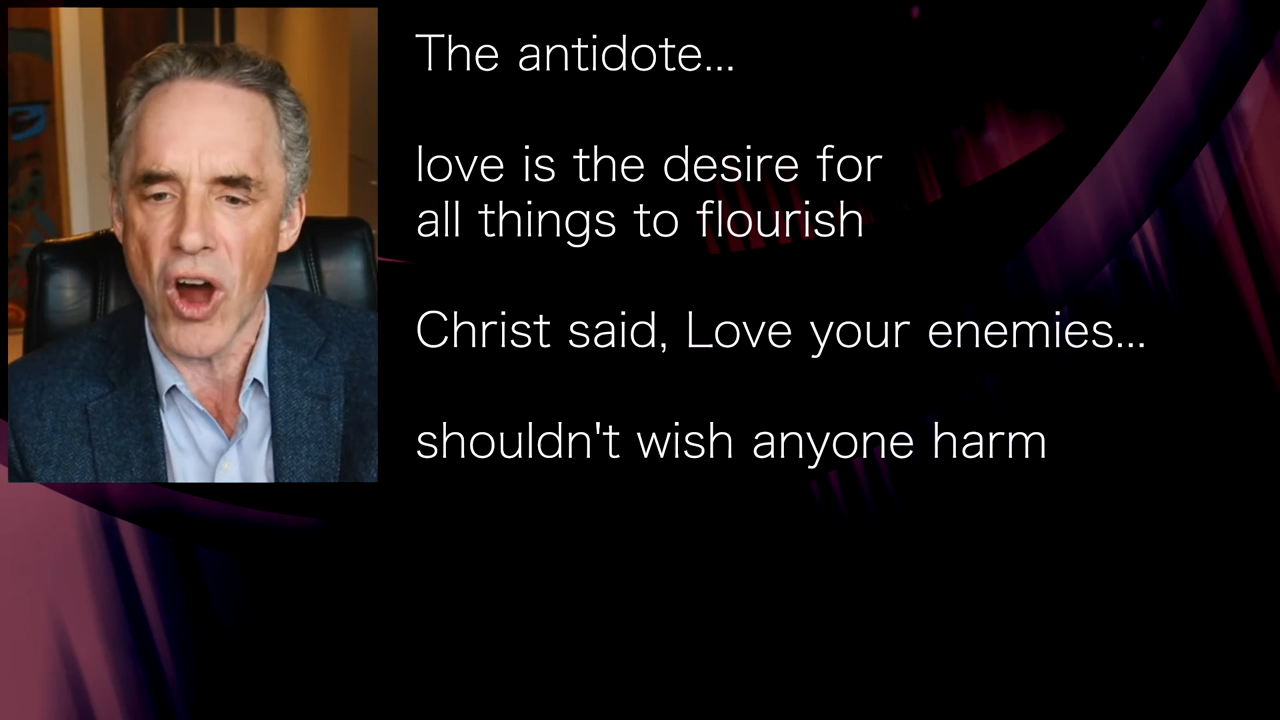 The antidote...
love is the desire for
all things to flourish
Christ said, Love your enemies...
shouldn't wish anyone harm